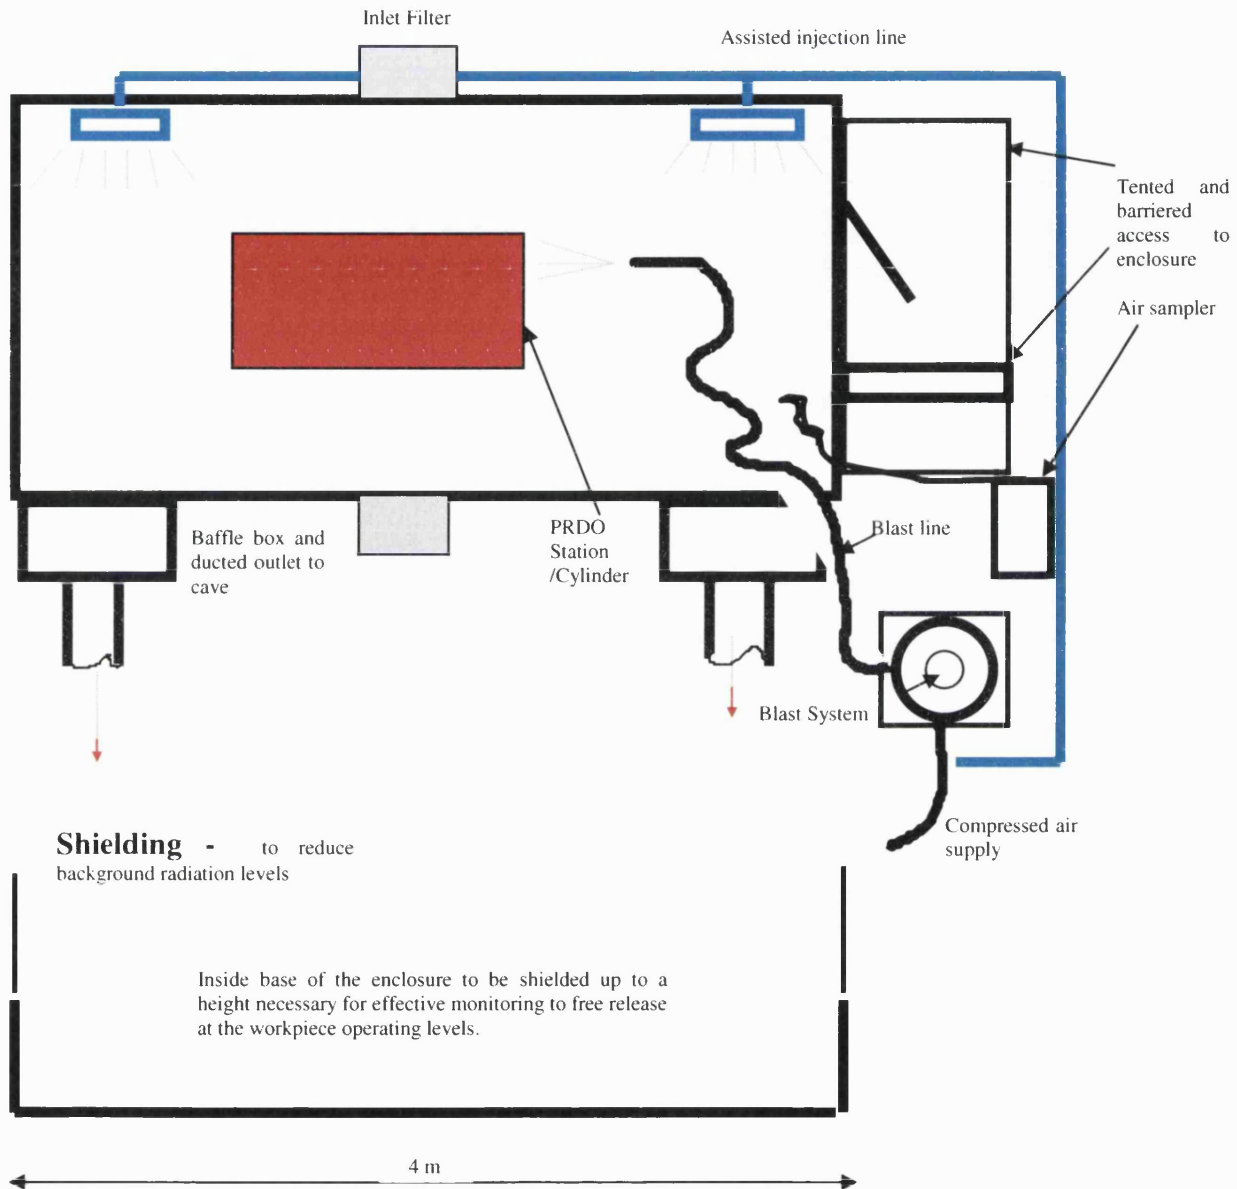 Inlet Filter
Assisted injection line
Tented and
barriered
access to
enclosure
Air sampler
Baffle box and
ducted outlet to
cave
PRDO
Station
/Cylinder
Blast line
Blast System
Compressed air
supply
Shielding - to reduce
background radiation levels
Inside base of the enclosure to be shielded up to a
height necessary for effective monitoring to free release
at the workpiece operating levels.
4 m